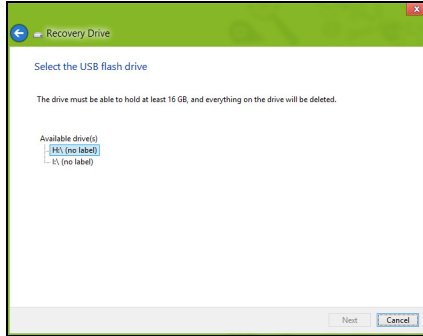 Recovery Drive
Select the USB flash drive
The drive must be able to hold at least 16 GB, and everything on the drive will be deleted.
Available drive(s)
H:\ (no label)
I:\ (no label)
Next
Cancel